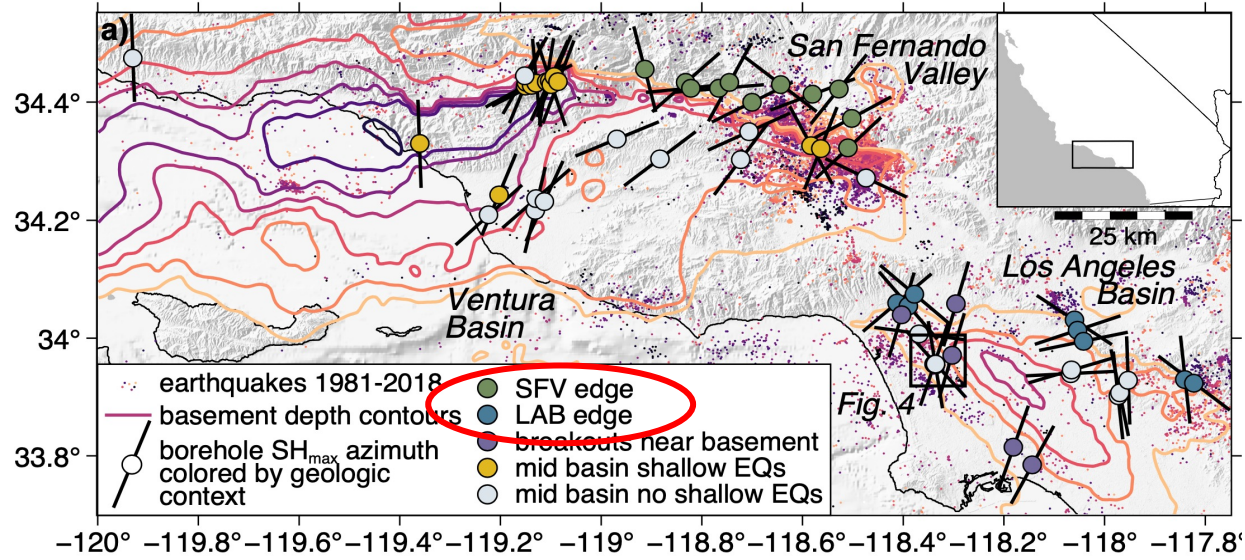 a)
San Fernando
Valley
34.4°
34.2°
25 km
Los Angeles
Basin
Ventura
Basin
34°
earthquakes 1981-2018
basement depth contours
borehole SHmax azimuth
colored by geologic
context
SFV edge
LAB edge
breakouts near basement
mid basin shallow EQs
mid basin no shallow EQs
Fig. 4
33.8°
−120° −119.8° −119.6° −119.4° −119.2° −119° −118.8° −118.6° −118.4° −118.2° −118° −117.8°